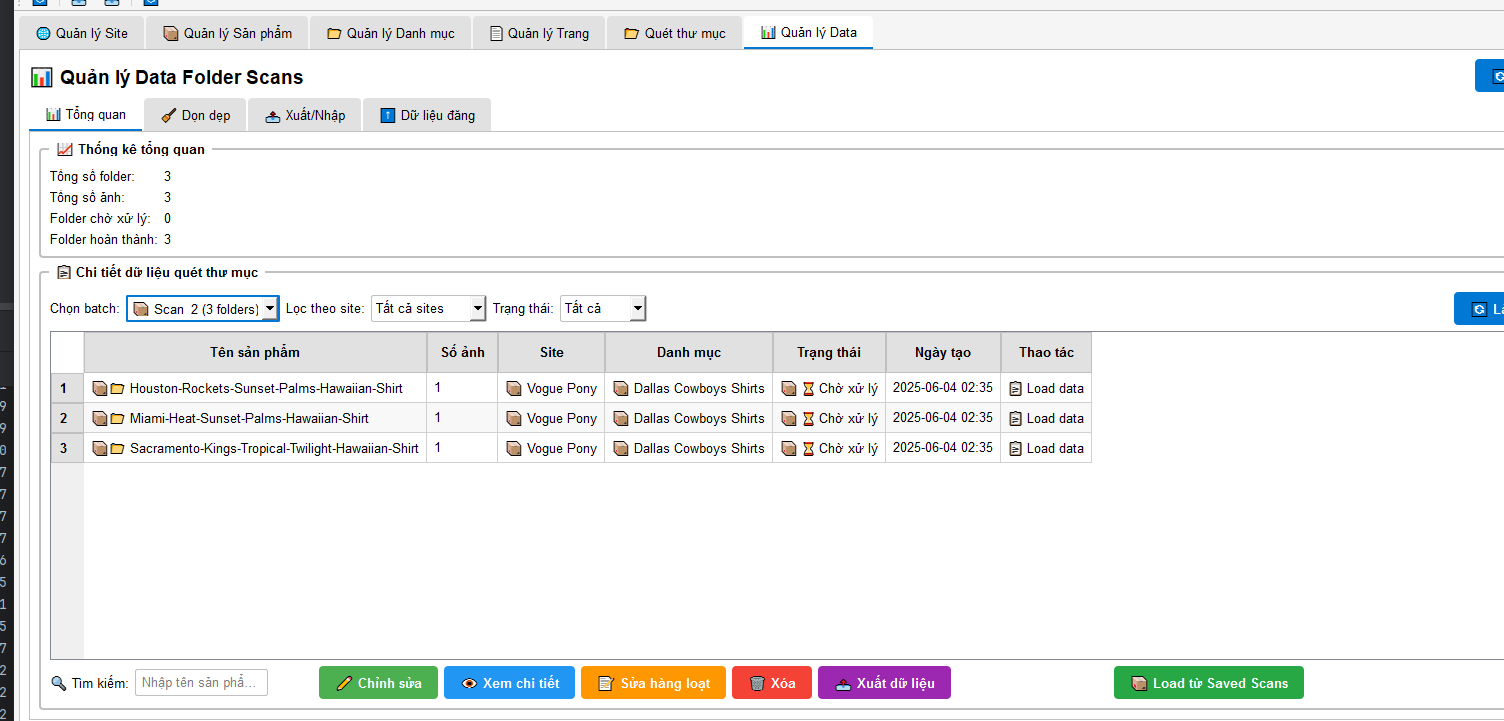 Quản lý Site Quản lý Sản phẩm Quản lý Danh mục Quản lý Trang Quét thư mục Quản lý Data
Quản lý Data Folder Scans
Tổng quan Dọn dẹp Xuất/Nhập Dữ liệu đăng
Thống kê tổng quan
Tổng số folder: 3
Tổng số ảnh: 3
Folder chờ xử lý: 0
Folder hoàn thành: 3
Chi tiết dữ liệu quét thư mục
Chọn batch: Scan 2 (3 folders) Lọc theo site: Tất cả sites Trạng thái: Tất cả
Tên sản phẩm Số ảnh Site Danh mục Trạng thái Ngày tạo Thao tác
1 Houston-Rockets-Sunset-Palms-Hawaiian-Shirt 1 Vogue Pony Dallas Cowboys Shirts Chờ xử lý 2025-06-04 02:35 Load data
2 Miami-Heat-Sunset-Palms-Hawaiian-Shirt 1 Vogue Pony Dallas Cowboys Shirts Chờ xử lý 2025-06-04 02:35 Load data
3 Sacramento-Kings-Tropical-Twilight-Hawaiian-Shirt 1 Vogue Pony Dallas Cowboys Shirts Chờ xử lý 2025-06-04 02:35 Load data
Tìm kiếm: Nhập tên sản phẩ... Chỉnh sửa Xem chi tiết Sửa hàng loạt Xóa Xuất dữ liệu Load từ Saved Scans